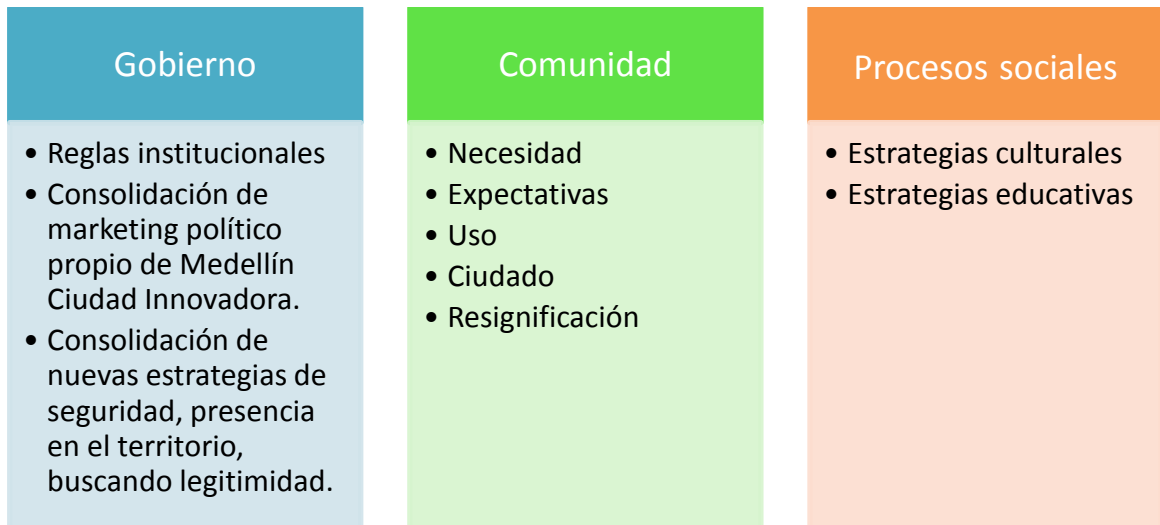 Gobierno
• Reglas institucionales
• Consolidación de
marketing político
propio de Medellín
Ciudad Innovadora.
• Consolidación de
nuevas estrategias de
seguridad, presencia
en el territorio,
buscando legitimidad.
Comunidad
• Necesidad
• Expectativas
• Uso
• Ciudado
• Resignificación
Procesos sociales
• Estrategias culturales
• Estrategias educativas